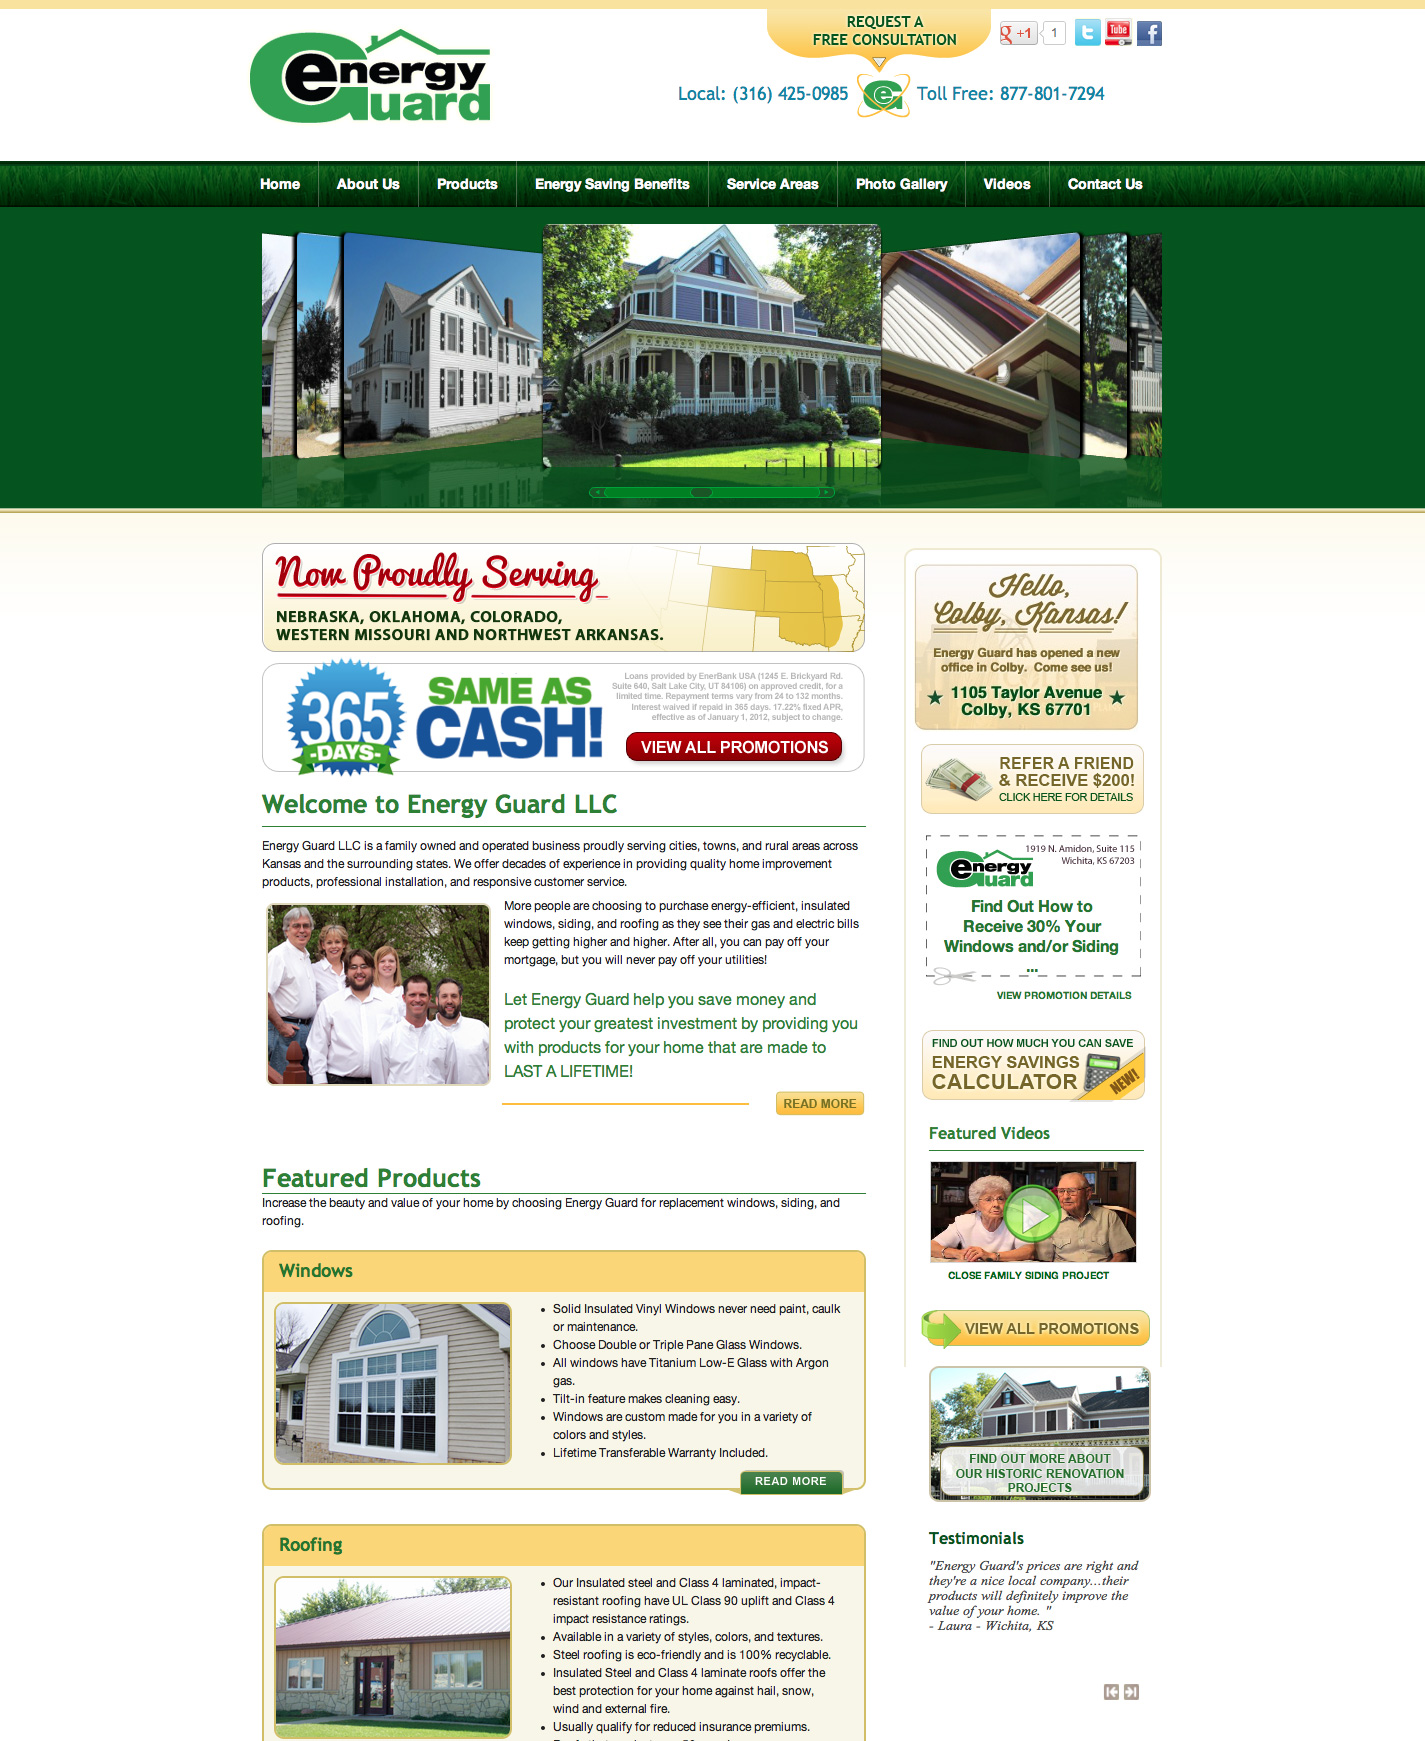 REQUEST A
FREE CONSULTATION
g +1
1
You
Tube
energy
Guard
Local: (316) 425-0985
Toll Free: 877-801-7294
Home
About Us
Products
Energy Saving Benefits
Service Areas
Photo Gallery
Videos
Contact Us
Now Proudly Serving
NEBRASKA, OKLAHOMA, COLORADO,
WESTERN MISSOURI AND NORTHWEST ARKANSAS.
365
-DAYS-
SAME AS
CASH!
Loans provided by EnerBank USA (1245 E. Brickyard Rd.
Suite 640, Salt Lake City, UT 84106) on approved credit, for a
limited time. Repayment terms vary from 24 to 132 months.
Interest waived if repaid in 365 days. 17.22% fixed APR,
effective as of January 1, 2012, subject to change.
VIEW ALL PROMOTIONS
Welcome to Energy Guard LLC
Energy Guard LLC is a family owned and operated business proudly serving cities, towns, and rural areas across
Kansas and the surrounding states. We offer decades of experience in providing quality home improvement
products, professional installation, and responsive customer service.
More people are choosing to purchase energy-efficient, insulated
windows, siding, and roofing as they see their gas and electric bills
keep getting higher and higher. After all, you can pay off your
mortgage, but you will never pay off your utilities!
Let Energy Guard help you save money and
protect your greatest investment by providing you
with products for your home that are made to
LAST A LIFETIME!
READ MORE
Featured Products
Increase the beauty and value of your home by choosing Energy Guard for replacement windows, siding, and
roofing.
Windows
• Solid Insulated Vinyl Windows never need paint, caulk
or maintenance.
• Choose Double or Triple Pane Glass Windows.
• All windows have Titanium Low-E Glass with Argon
gas.
• Tilt-in feature makes cleaning easy.
• Windows are custom made for you in a variety of
colors and styles.
• Lifetime Transferable Warranty Included.
READ MORE
Roofing
• Our Insulated steel and Class 4 laminated, impact-
resistant roofing have UL Class 90 uplift and Class 4
impact resistance ratings.
• Available in a variety of styles, colors, and textures.
• Steel roofing is eco-friendly and is 100% recyclable.
• Insulated Steel and Class 4 laminate roofs offer the
best protection for your home against hail, snow,
wind and external fire.
• Usually qualify for reduced insurance premiums.
Hello,
Colby, Kansas!
Energy Guard has opened a new
office in Colby. Come see us!
1105 Taylor Avenue
Colby, KS 67701
REFER A FRIEND
& RECEIVE $200!
CLICK HERE FOR DETAILS
1919 N. Amidon, Suite 115
Wichita, KS 67203
energy
Guard
Find Out How to
Receive 30% Your
Windows and/or Siding
...
VIEW PROMOTION DETAILS
FIND OUT HOW MUCH YOU CAN SAVE
ENERGY SAVINGS
CALCULATOR
NEW!
Featured Videos
CLOSE FAMILY SIDING PROJECT
VIEW ALL PROMOTIONS
FIND OUT MORE ABOUT
OUR HISTORIC RENOVATION
PROJECTS
Testimonials
"Energy Guard's prices are right and
they're a nice local company...their
products will definitely improve the
value of your home. "
- Laura - Wichita, KS